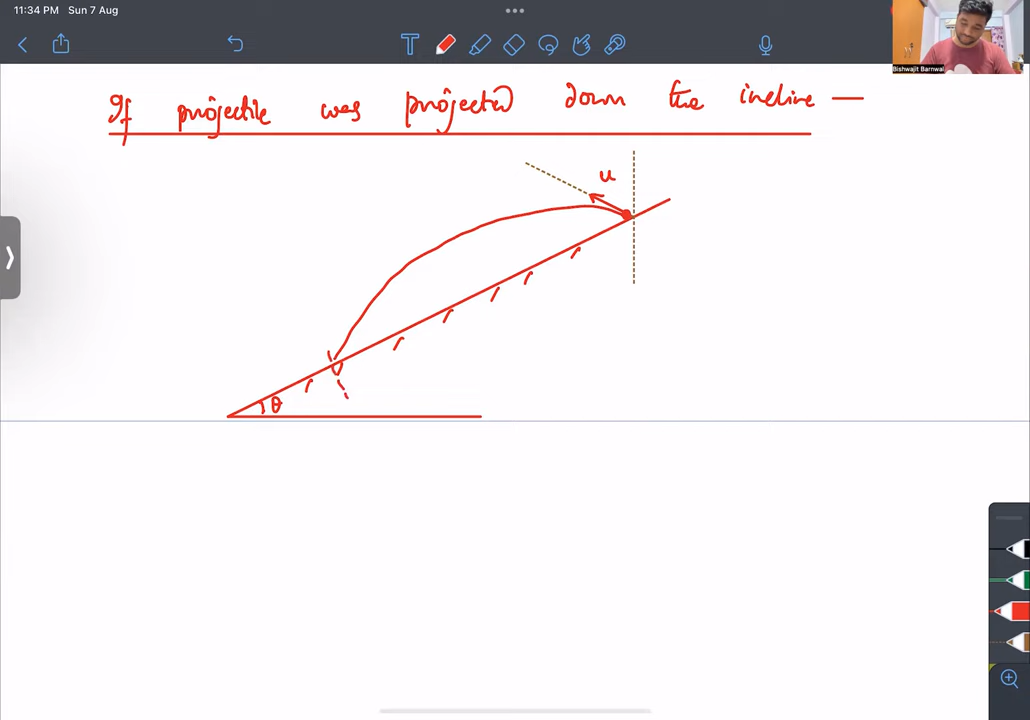 11:34 PM Sun 7 Aug
Bishwajit Barnwal
If projectile was projected down the incline —
u
θ